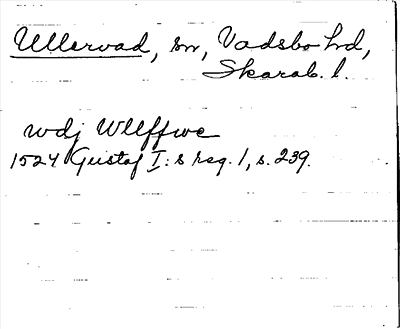 Ullervad, sn, Vadsbo hd,
Skarab. l.
wdj Wllffwe
1524 Gustaf I:s reg. 1, s. 239.